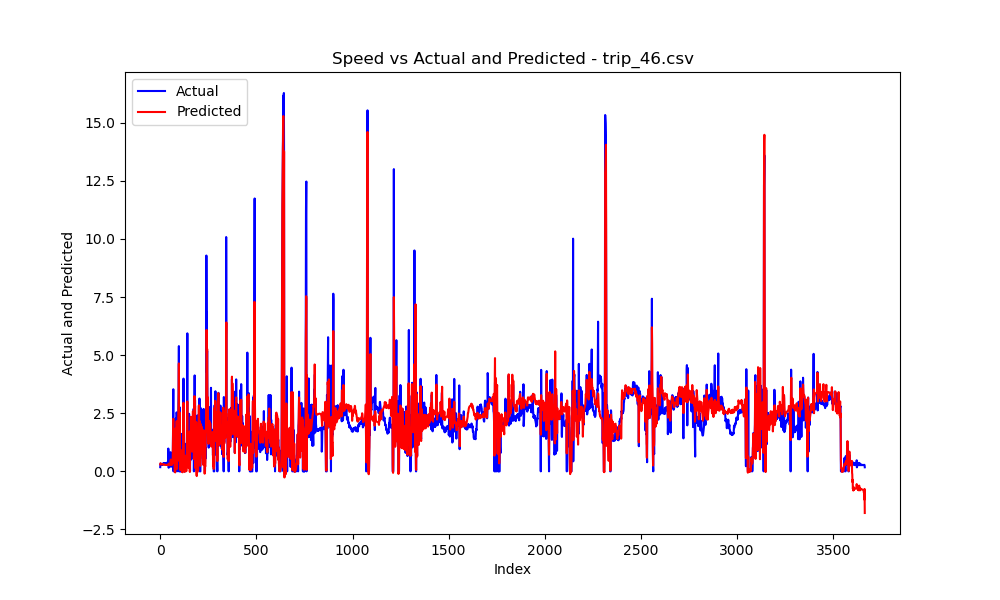 Speed vs Actual and Predicted - trip_46.csv
Actual
Predicted
15.0
12.5
10.0
7.5
5.0
2.5
0.0
−2.5
Actual and Predicted
0 500 1000 1500 2000 2500 3000 3500
Index